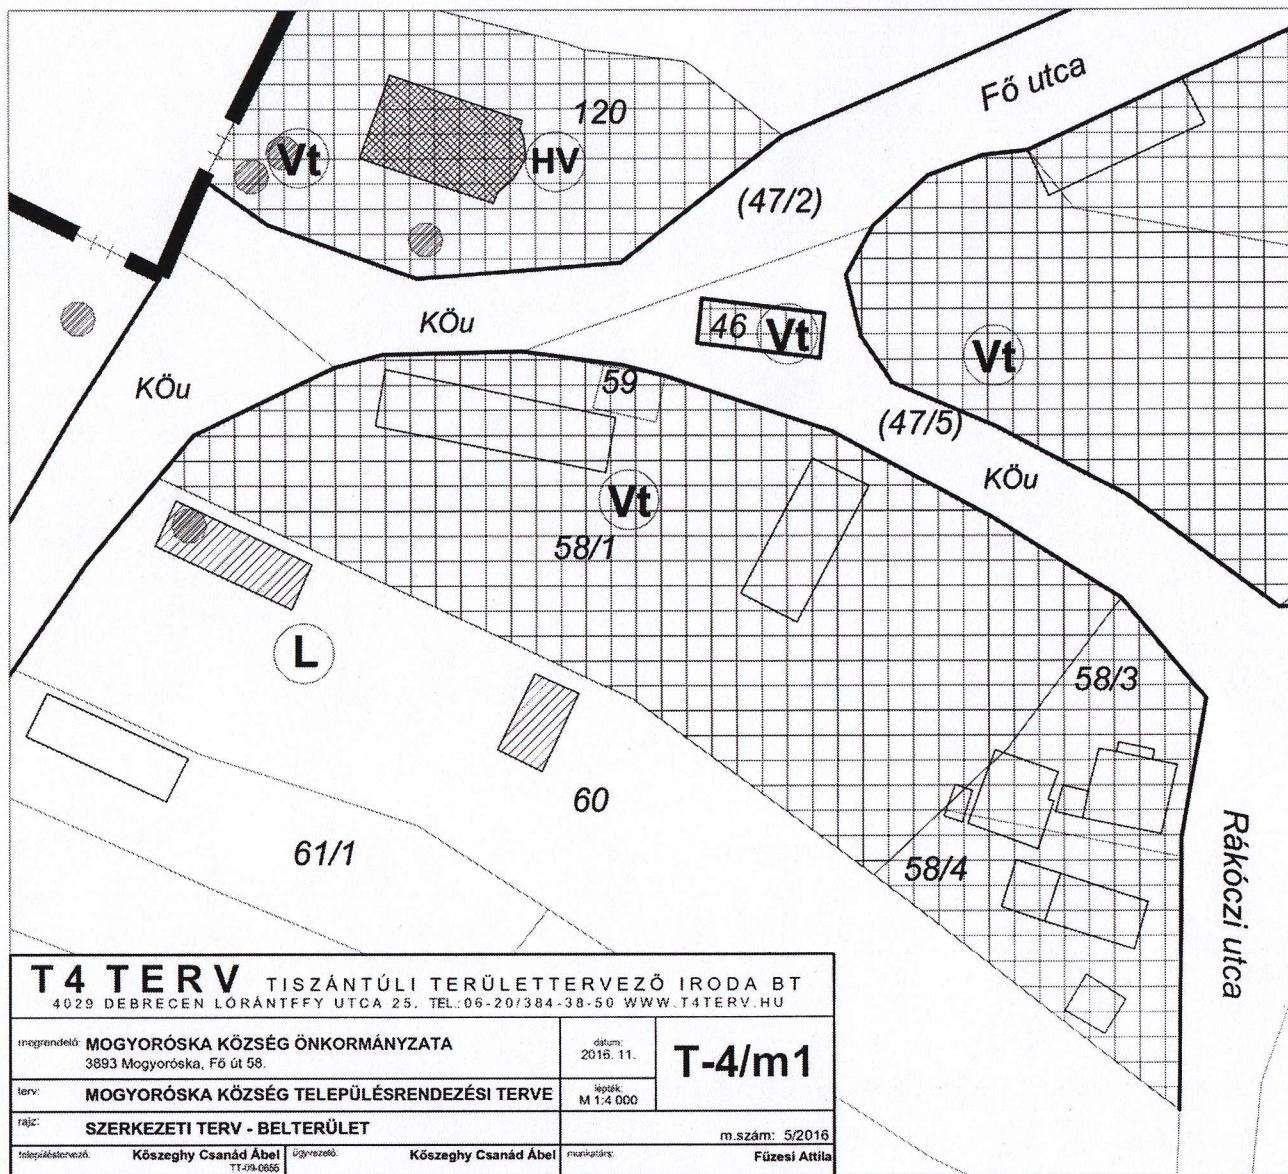 Fő utca
120
Vt
HV
(47/2)
46
Vt
KÖu
Vt
KÖu
59
(47/5)
KÖu
Vt
58/1
L
58/3
60
61/1
58/4
Rákóczi utca
T4 TERV TISZÁNTÚLI TERÜLETTERVEZŐ IRODA BT
4029 DEBRECEN LÓRÁNTFFY UTCA 25. TEL.:06-20/384-38-50 WWW.T4TERV.HU
megrendelő: MOGYORÓSKA KÖZSÉG ÖNKORMÁNYZATA
3893 Mogyoróska, Fő út 58.
dátum:
2016. 11.
T-4/m1
terv: MOGYORÓSKA KÖZSÉG TELEPÜLÉSRENDEZÉSI TERVE
lépték:
M 1:4 000
rajz: SZERKEZETI TERV - BELTERÜLET
m.szám: 5/2016
településtervező: Kőszeghy Csanád Ábel
TT-09-0656
ügyvezető: Kőszeghy Csanád Ábel
munkatárs: Füzesi Attila